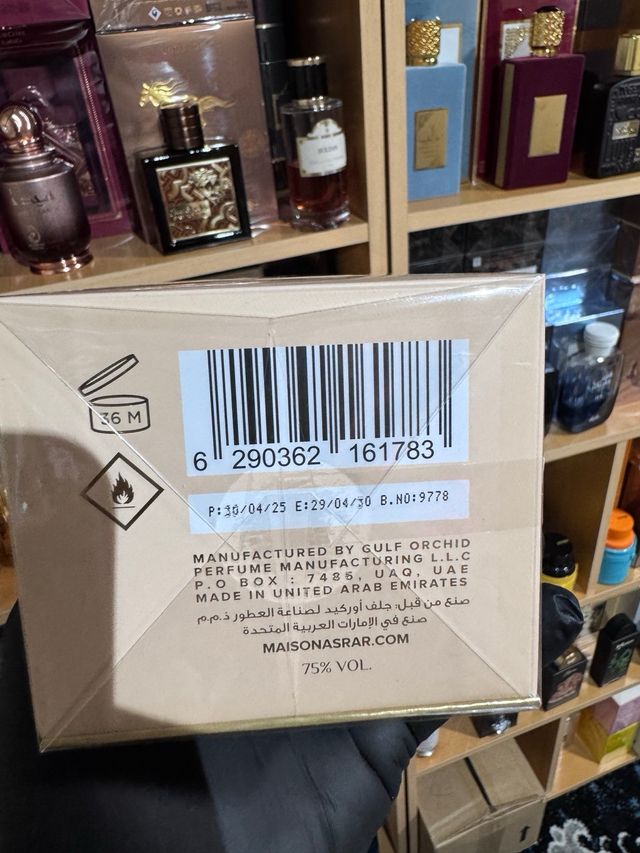 36 M
6 290362 161783
P:30/04/25 E:29/04/30 B.NO:9778
MANUFACTURED BY GULF ORCHID
PERFUME MANUFACTURING L.L.C
P.O BOX : 7485, UAQ, UAE
MADE IN UNITED ARAB EMIRATES
صنع من قبل: جلف أوركيد لصناعة العطور ذ.م.م
صنع في الإمارات العربية المتحدة
MAISONASRAR.COM
75% VOL.